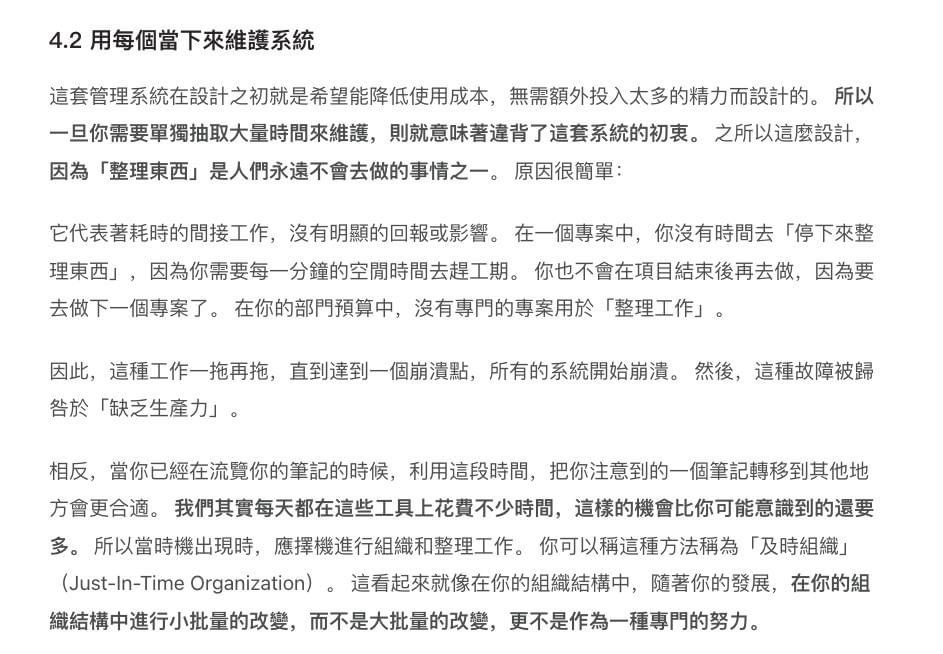 4.2 用每個當下來維護系統
這套管理系統在設計之初就是希望能降低使用成本，無需額外投入太多的精力而設計的。 所以
一旦你需要單獨抽取大量時間來維護，則就意味著違背了這套系統的初衷。 之所以這麼設計，
因為「整理東西」是人們永遠不會去做的事情之一。 原因很簡單：
它代表著耗時的間接工作，沒有明顯的回報或影響。 在一個專案中，你沒有時間去「停下來整
理東西」，因為你需要每一分鐘的空閒時間去趕工期。 你也不會在項目結束後再去做，因為要
去做下一個專案了。 在你的部門預算中，沒有專門的專案用於「整理工作」。
因此，這種工作一拖再拖，直到達到一個崩潰點，所有的系統開始崩潰。 然後，這種故障被歸
咎於「缺乏生產力」。
相反，當你已經在流覽你的筆記的時候，利用這段時間，把你注意到的一個筆記轉移到其他地
方會更合適。 我們其實每天都在這些工具上花費不少時間，這樣的機會比你可能意識到的還要
多。 所以當時機出現時，應擇機進行組織和整理工作。 你可以稱這種方法稱為「及時組織」
（Just-In-Time Organization）。 這看起來就像在你的組織結構中，隨著你的發展，在你的組
織結構中進行小批量的改變，而不是大批量的改變，更不是作為一種專門的努力。